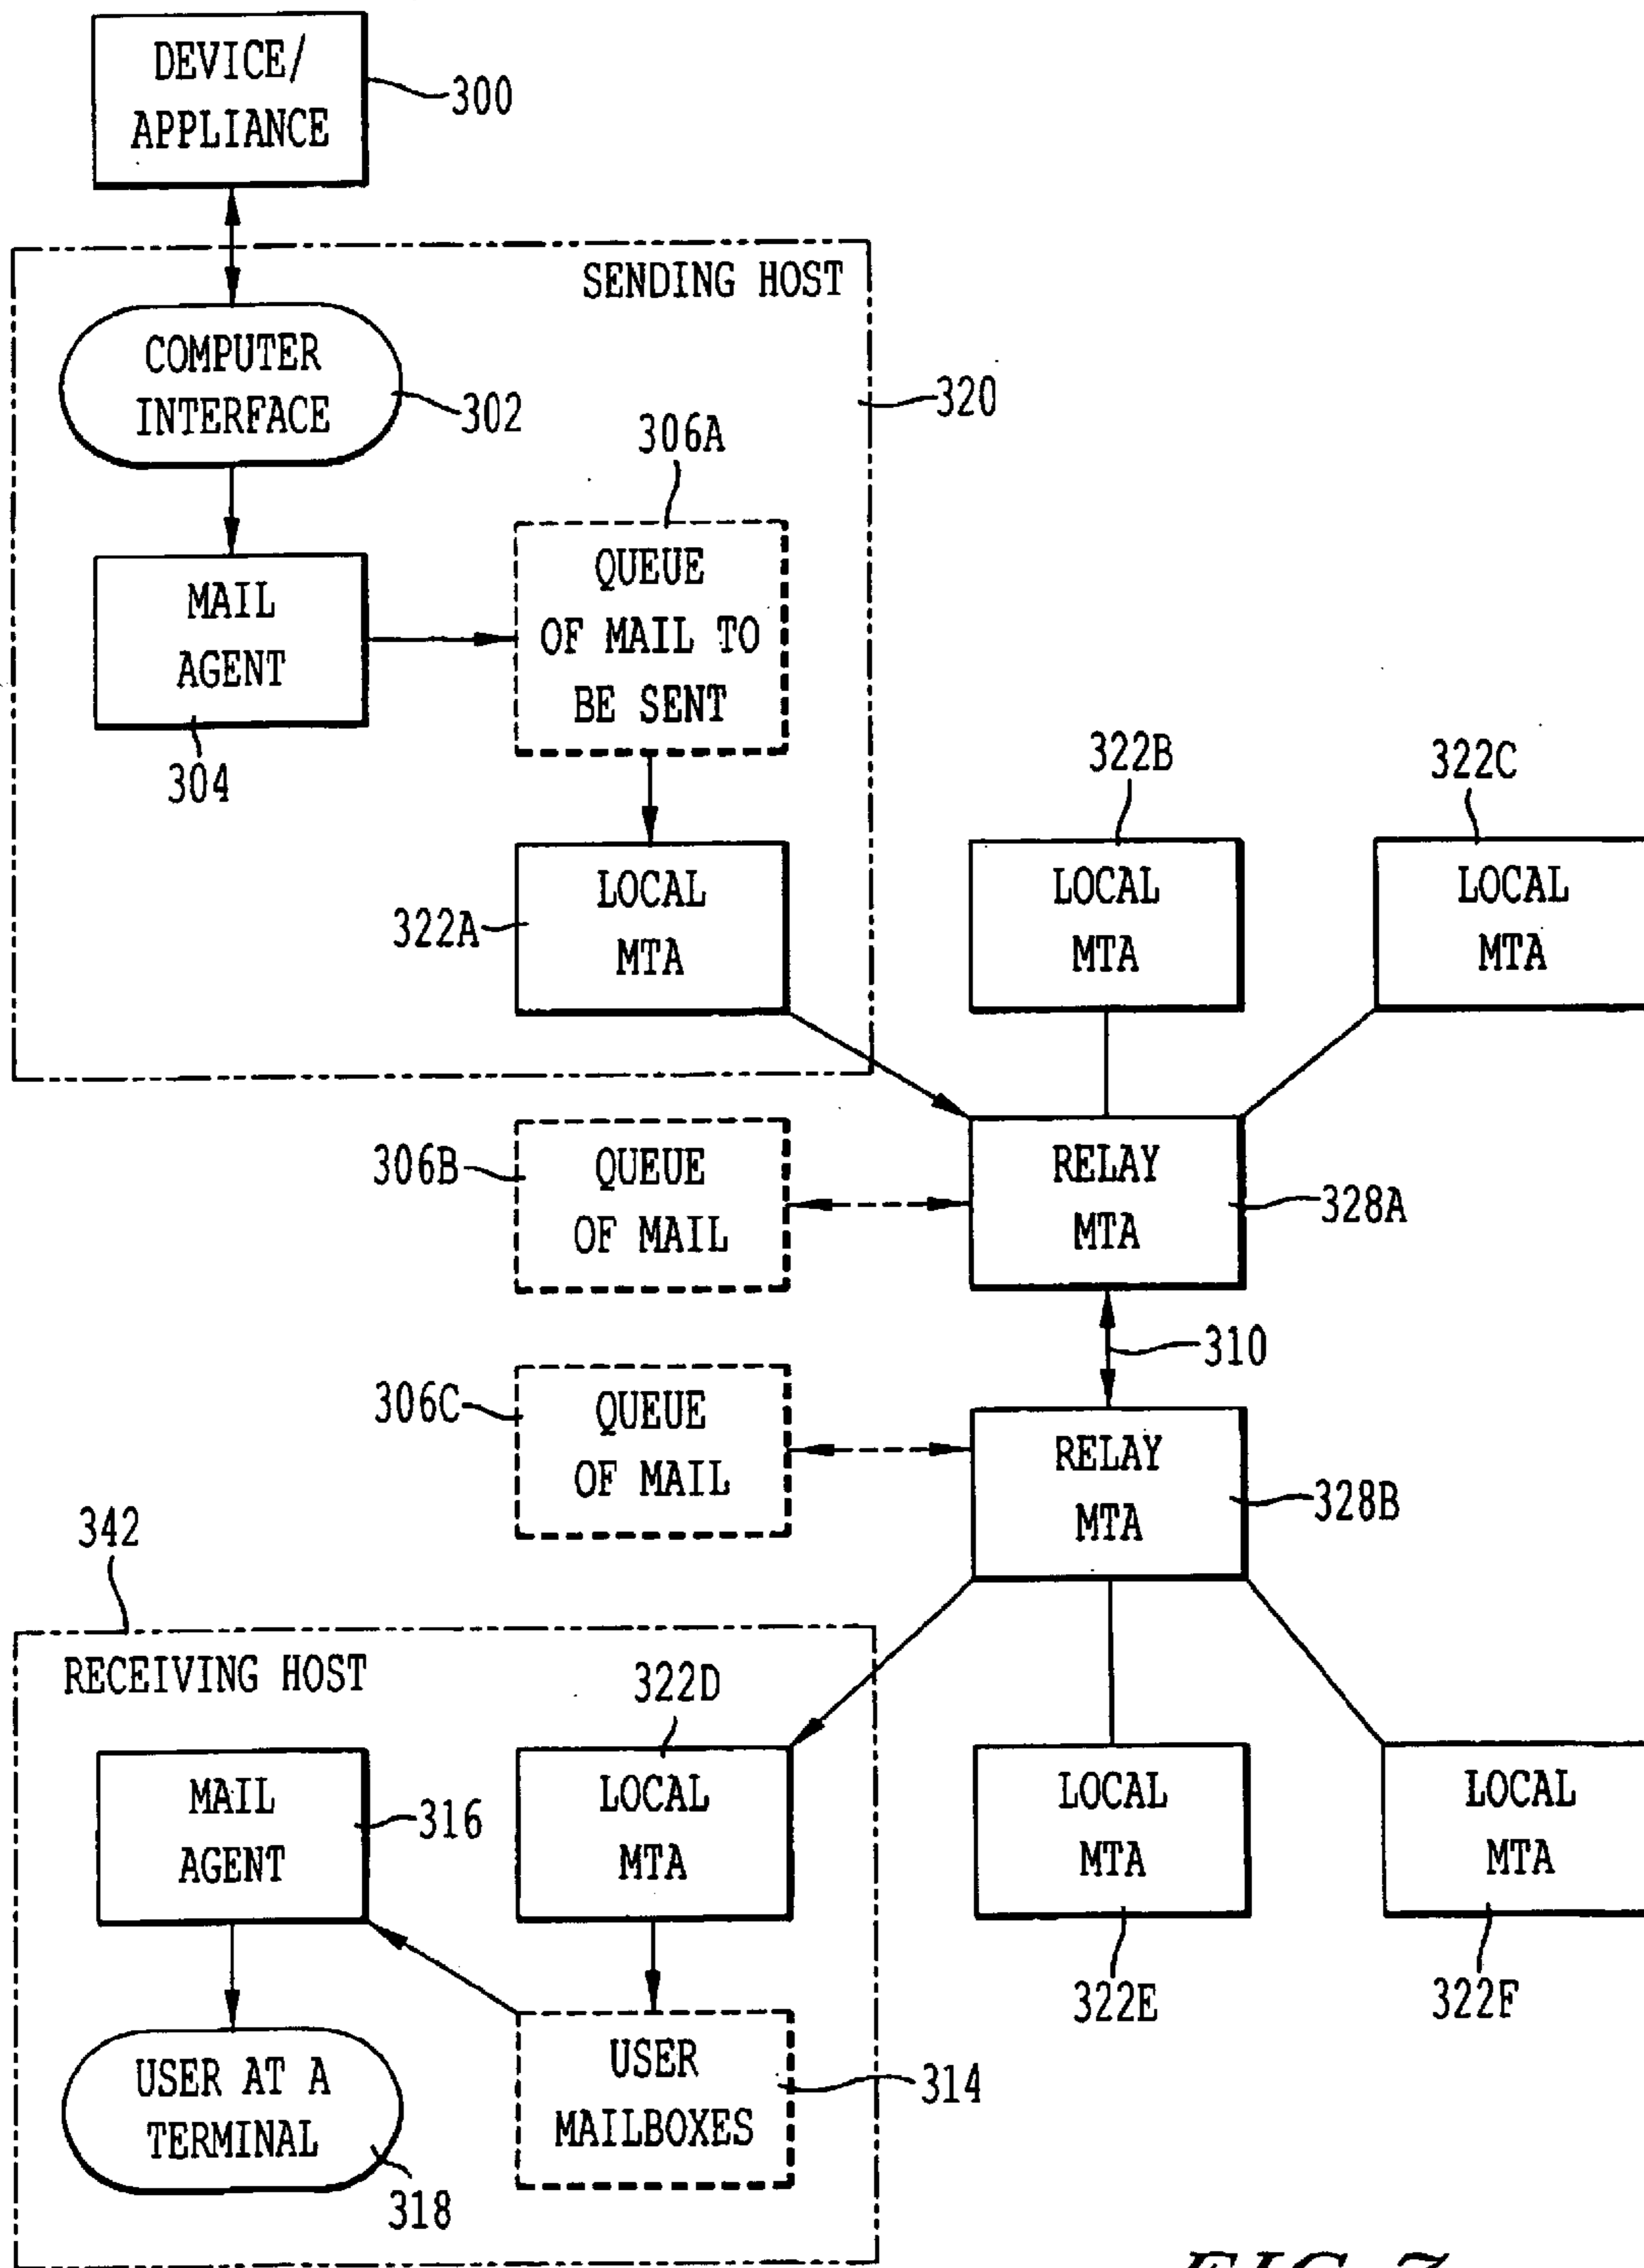 DEVICE/
APPLIANCE
300
SENDING HOST
COMPUTER
INTERFACE
302
320
306A
QUEUE
OF MAIL TO
BE SENT
MAIL
AGENT
304
322B
322C
LOCAL
MTA
322A
LOCAL
MTA
LOCAL
MTA
306B
QUEUE
OF MAIL
RELAY
MTA
328A
310
306C
QUEUE
OF MAIL
RELAY
MTA
328B
342
RECEIVING HOST
322D
MAIL
AGENT
316
LOCAL
MTA
LOCAL
MTA
LOCAL
MTA
322E
322F
USER AT A
TERMINAL
318
USER
MAILBOXES
314